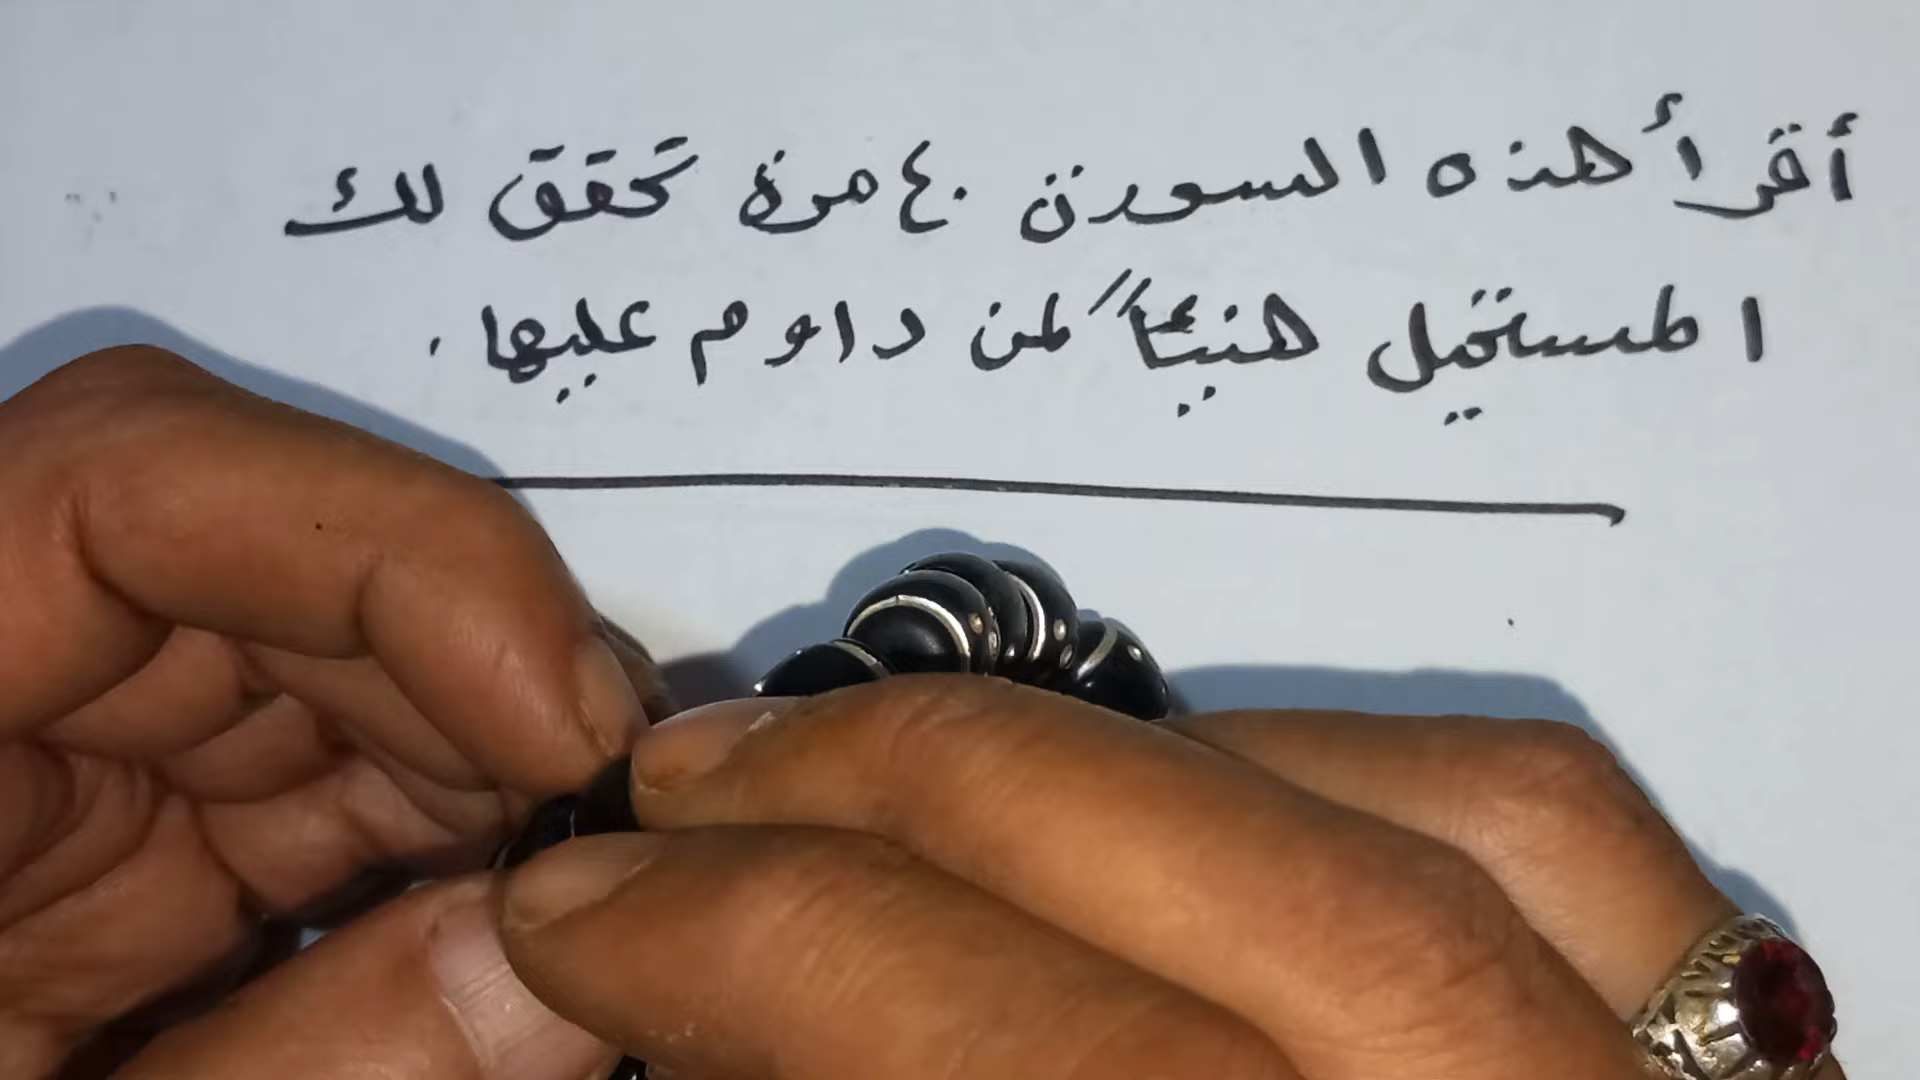 أقرأ هذه السورة ٤٠ مرة تحقق لك
المستحيل هنيئاً لمن داوم عليها .